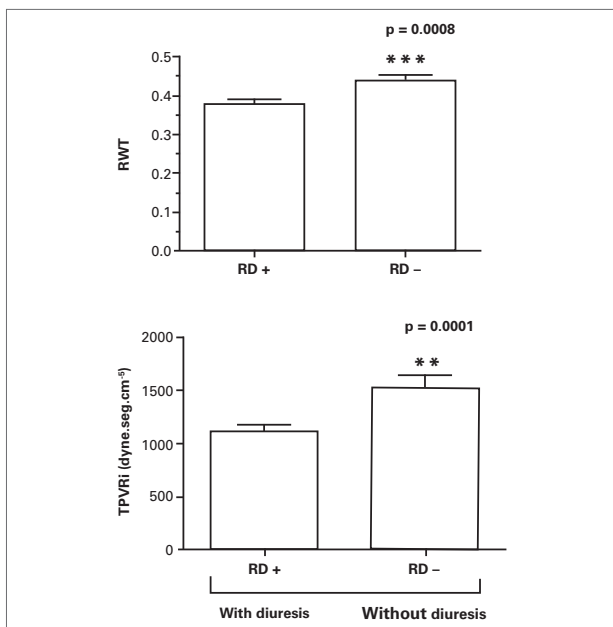 p = 0.0008
***
0.5
0.4
0.3
0.2
0.1
0.0
RWT
RD +
RD –
p = 0.0001
**
2000
1500
1000
500
0
TPVRi (dyne.seg.cm⁻⁵)
RD +
RD –
With diuresis
Without diuresis